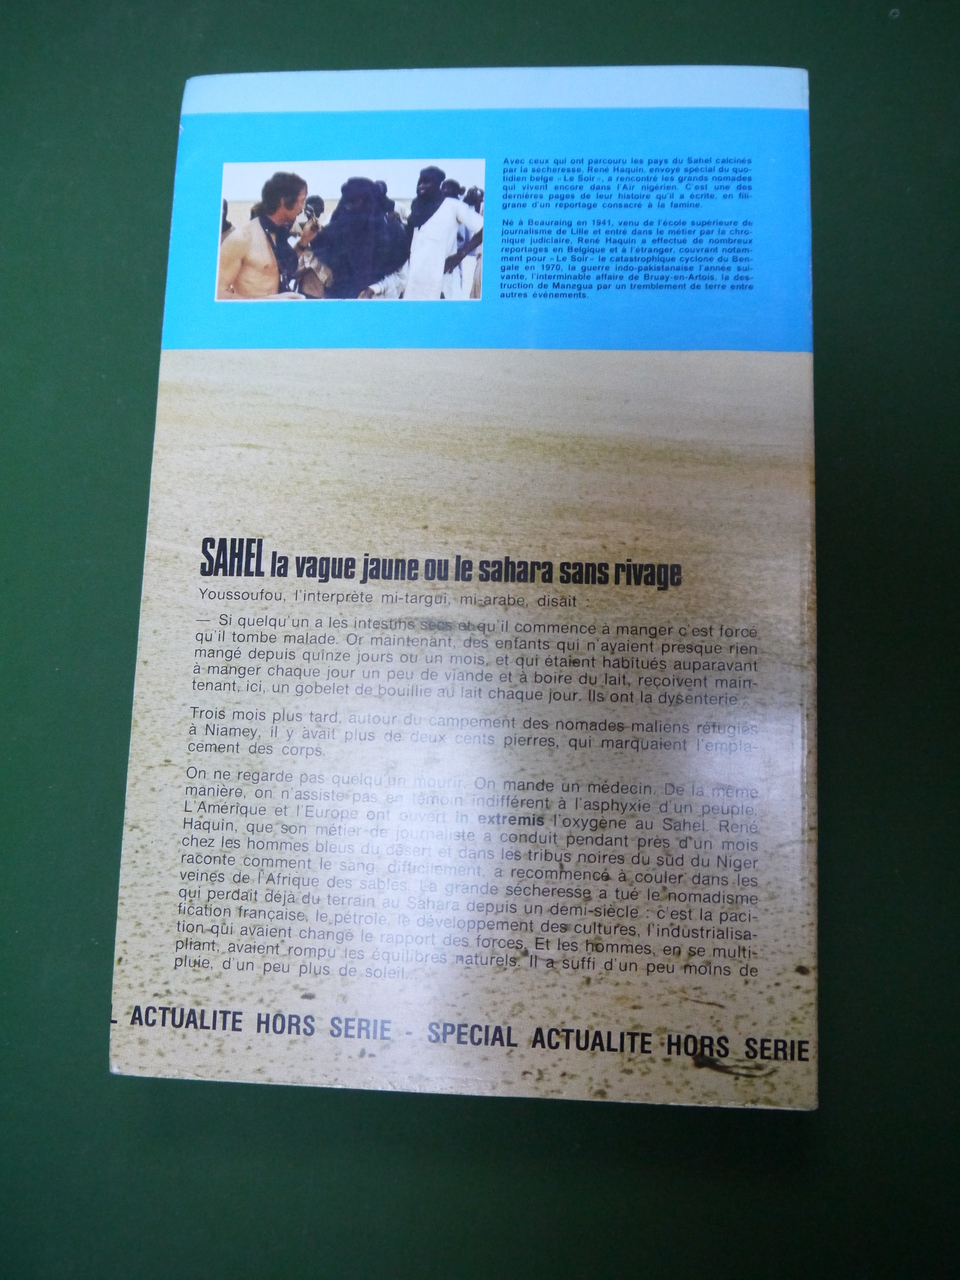 Avec ceux qui ont parcouru les pays du Sahel calcinés
par la sécheresse, René Haquin, envoyé spécial du quo-
tidien belge « Le Soir », a rencontré les grands nomades
qui vivent encore dans l'Aïr nigérien. C'est une des
dernières pages de leur histoire qu'il a écrite, en fili-
grane d'un reportage consacré à la famine.
Né à Beauraing en 1941, venu de l'école supérieure de
journalisme de Lille et entré dans le métier par la chro-
nique judiciaire, René Haquin a effectué de nombreux
reportages en Belgique et à l'étranger, couvrant notam-
ment pour « Le Soir » le catastrophique cyclone du Ben-
gale en 1970, la guerre indo-pakistanaise l'année sui-
vante, l'interminable affaire de Bruay-en-Artois, la des-
truction de Managua par un tremblement de terre entre
autres événements.
SAHEL la vague jaune ou le sahara sans rivage
Youssoufou, l'interprète mi-targui, mi-arabe, disait :
— Si quelqu'un a les intestins secs et qu'il commence à manger c'est forcé
qu'il tombe malade. Or maintenant, des enfants qui n'avaient presque rien
mangé depuis quinze jours ou un mois, et qui étaient habitués auparavant
à manger chaque jour un peu de viande et à boire du lait, reçoivent main-
tenant, ici, un gobelet de bouillie au lait chaque jour. Ils ont la dysenterie.
Trois mois plus tard, autour du campement des nomades maliens réfugiés
à Niamey, il y avait plus de deux cents pierres, qui marquaient l'empla-
cement des corps.
On ne regarde pas quelqu'un mourir. On mande un médecin. De la même
manière, on n'assiste pas en témoin indifférent à l'asphyxie d'un peuple.
L'Amérique et l'Europe ont ouvert in extremis l'oxygène au Sahel. René
Haquin, que son métier de journaliste a conduit pendant près d'un mois
chez les hommes bleus du désert et dans les tribus noires du sud du Niger
raconte comment le sang, difficilement, a recommencé à couler dans les
veines de l'Afrique des sables. La grande sécheresse a tué le nomadisme
qui perdait déjà du terrain au Sahara depuis un demi-siècle : c'est la paci-
fication française, le pétrole, le développement des cultures, l'industrialisa-
tion qui avaient changé le rapport des forces. Et les hommes, en se multi-
pliant, avaient rompu les équilibres naturels. Il a suffi d'un peu moins de
pluie, d'un peu plus de soleil...
L ACTUALITE HORS SERIE - SPECIAL ACTUALITE HORS SERIE